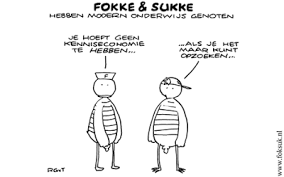 FOKKE & SUKKE
HEBBEN MODERN ONDERWIJS GENOTEN
JE HOEFT GEEN
KENNISECONOMIE
TE HEBBEN...
...ALS JE HET
MAAR KUNT
OPZOEKEN...
F
RG&T
www.foksuk.nl